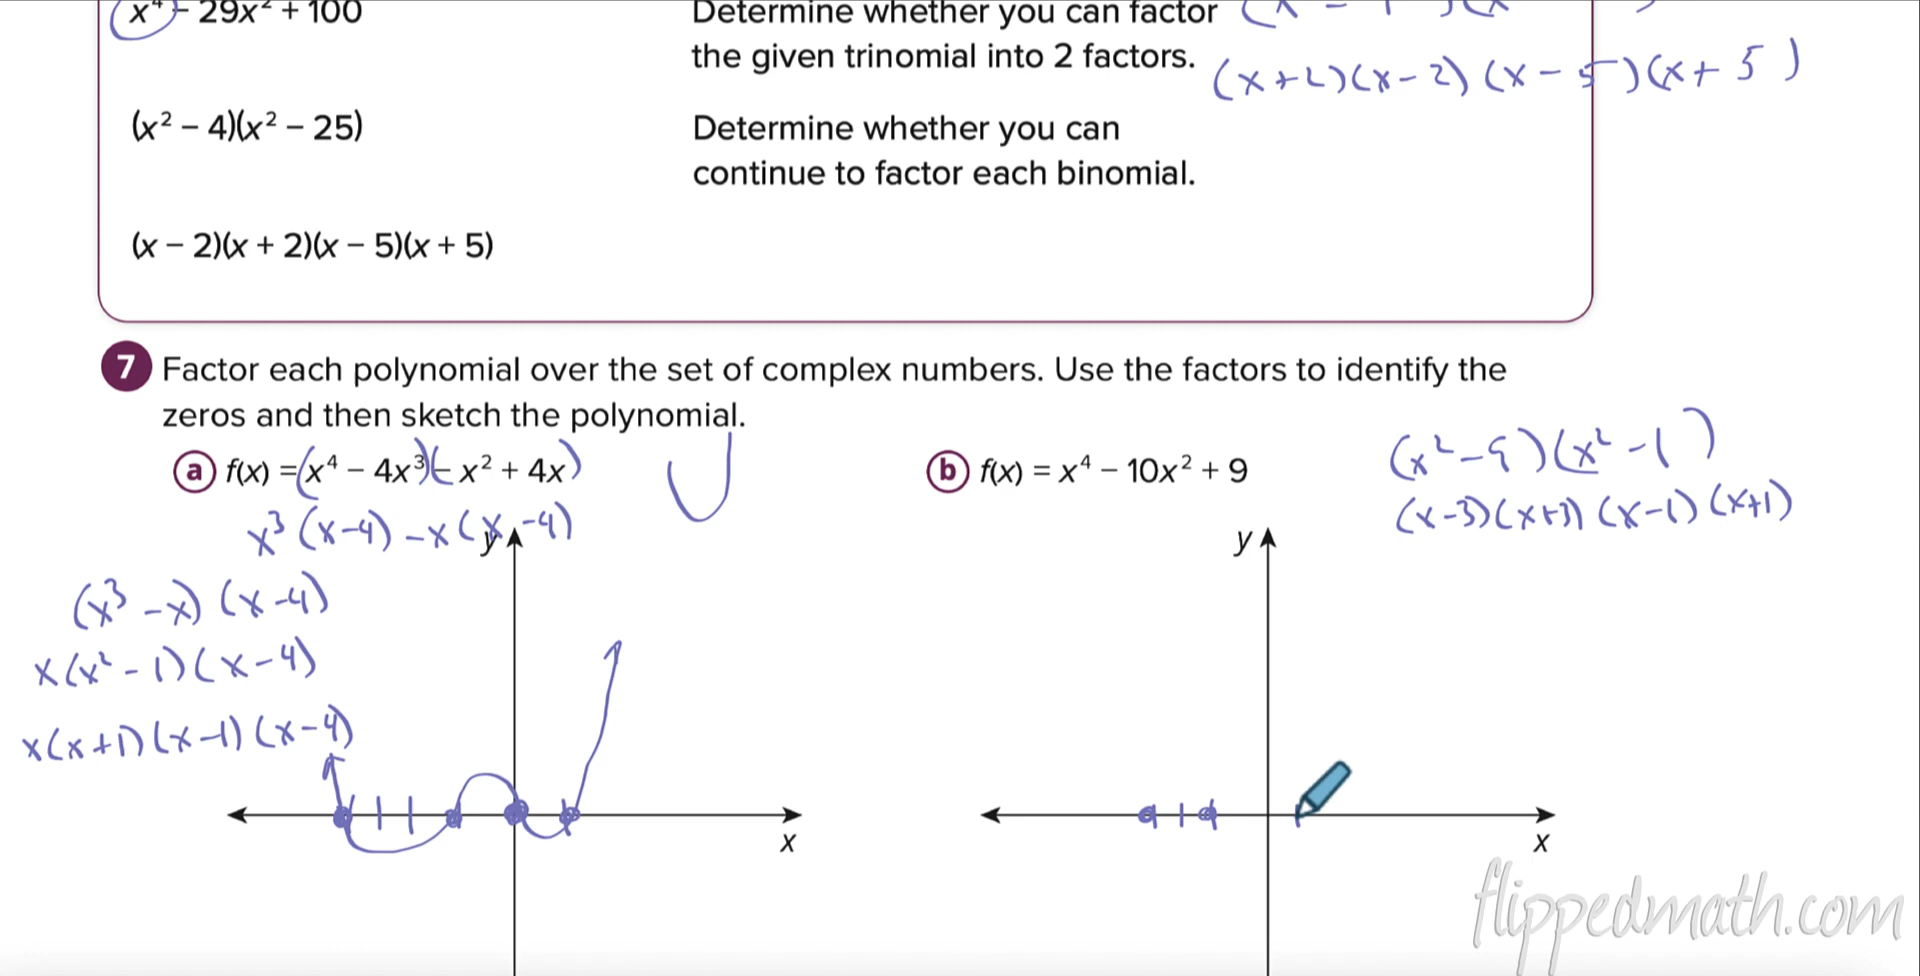 x⁴ – 29x² + 100
Determine whether you can factor
the given trinomial into 2 factors.
(x+2)(x-2)(x-5)(x+5)
(x² – 4)(x² – 25)
Determine whether you can
continue to factor each binomial.
(x – 2)(x + 2)(x – 5)(x + 5)
7 Factor each polynomial over the set of complex numbers. Use the factors to identify the
zeros and then sketch the polynomial.
a f(x) = (x⁴ – 4x³)(– x² + 4x)
x³(x-4) -x(x-4)
(x³ -x)(x-4)
x(x²-1)(x-4)
x(x+1)(x-1)(x-4)
y
x
b f(x) = x⁴ – 10x² + 9
(x²-9)(x²-1)
(x-3)(x+3)(x-1)(x+1)
y
x
flippedmath.com